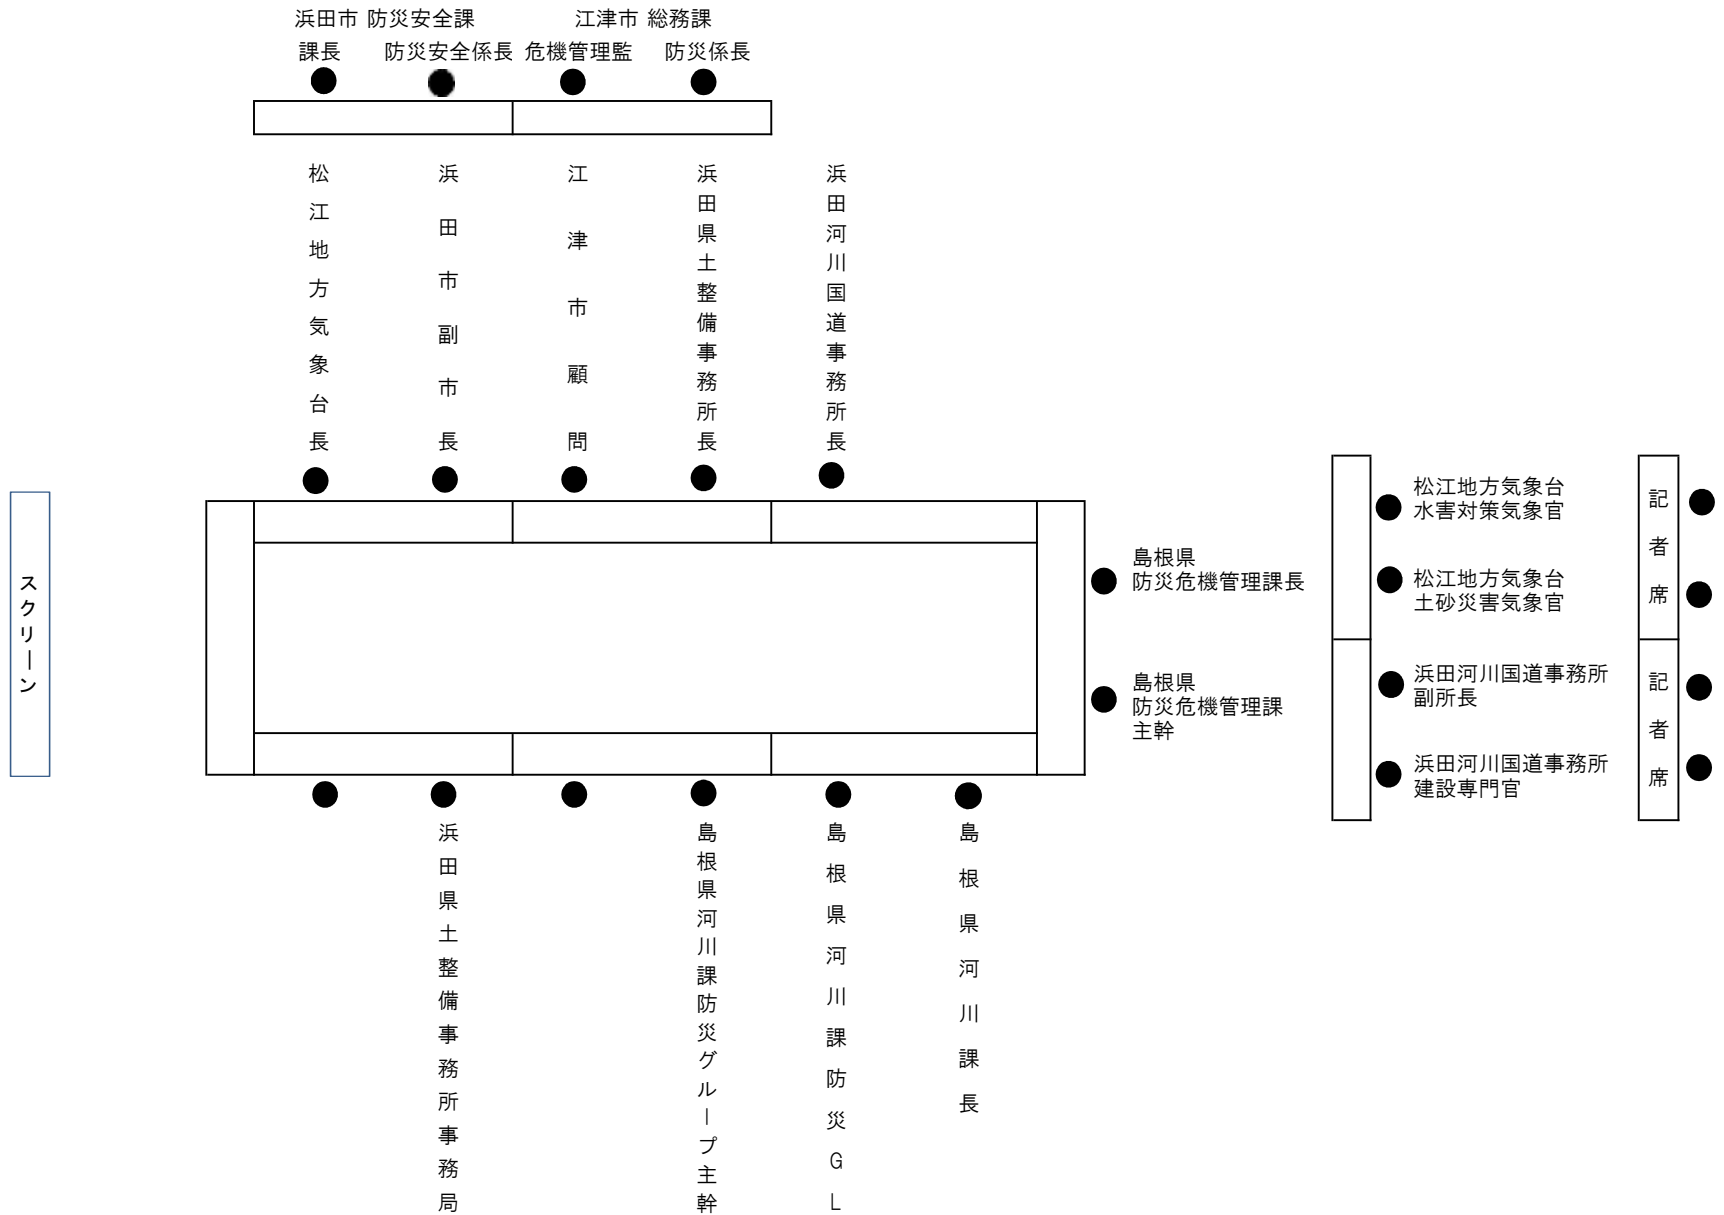 浜田市 防災安全課
江津市 総務課
課長
防災安全係長
危機管理監
防災係長
松江地方気象台長
浜田市副市長
江津市顧問
浜田県土整備事務所長
浜田河川国道事務所長
スクリーン
島根県
防災危機管理課長
島根県
防災危機管理課
主幹
松江地方気象台
水害対策気象官
松江地方気象台
土砂災害気象官
浜田河川国道事務所
副所長
浜田河川国道事務所
建設専門官
記者席
記者席
浜田県土整備事務所事務局
島根県河川課防災グループ主幹
島根県河川課防災GL
島根県河川課長